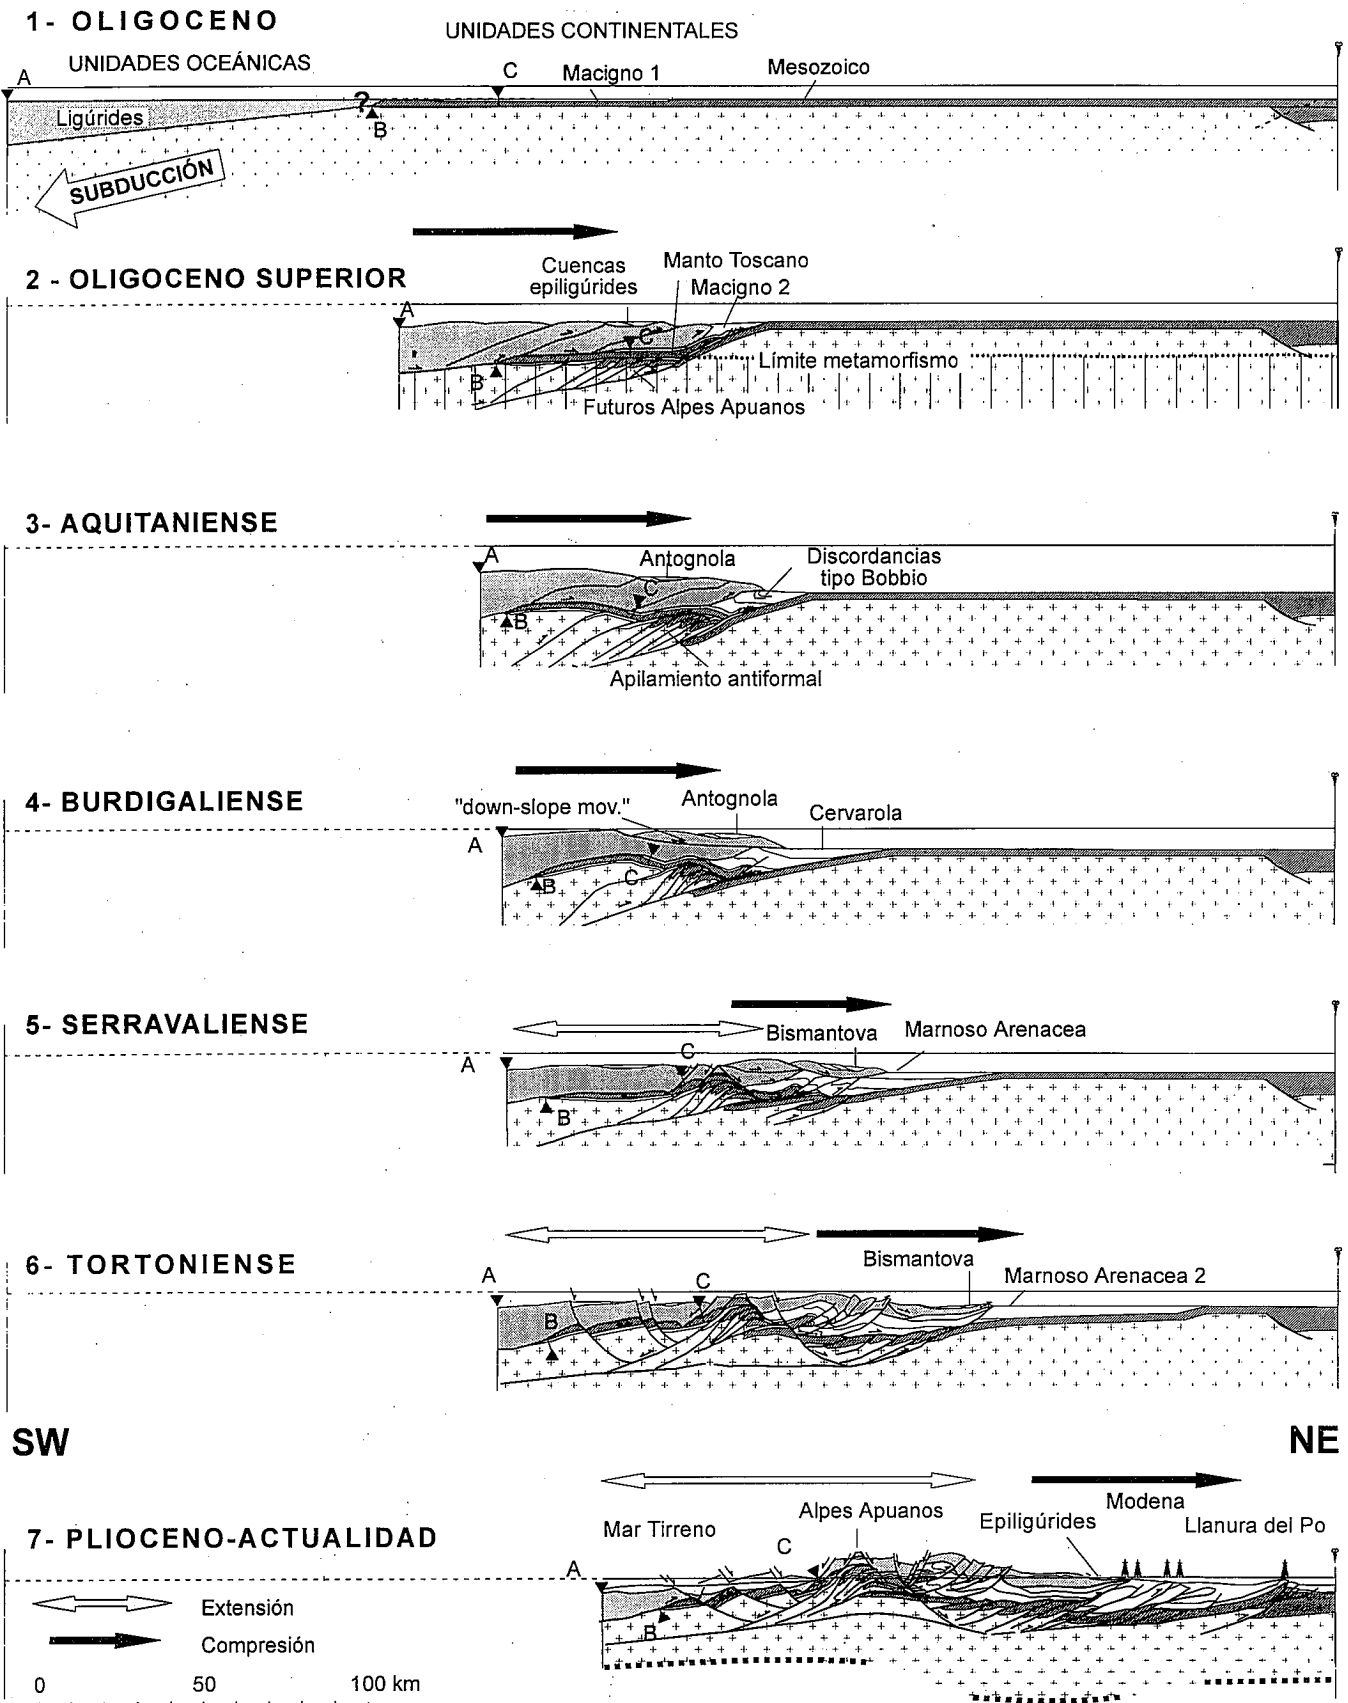 1- OLIGOCENO
UNIDADES CONTINENTALES
UNIDADES OCEÁNICAS
A
C
Macigno 1
Mesozoico
?
Ligúrides
B
SUBDUCCIÓN
2 - OLIGOCENO SUPERIOR
Cuencas
epiligúrides
Manto Toscano
Macigno 2
A
C
Límite metamorfismo
B
Futuros Alpes Apuanos
3- AQUITANIENSE
A
Antognola
Discordancias
tipo Bobbio
C
B
Apilamiento antiformal
4- BURDIGALIENSE
"down-slope mov."
Antognola
Cervarola
A
C
B
5- SERRAVALIENSE
Bismantova
Marnoso Arenacea
A
C
B
6- TORTONIENSE
Bismantova
Marnoso Arenacea 2
A
C
B
SW
NE
7- PLIOCENO-ACTUALIDAD
Mar Tirreno
Alpes Apuanos
Epiligúrides
Modena
Llanura del Po
C
A
B
Extensión
Compresión
0 50 100 km